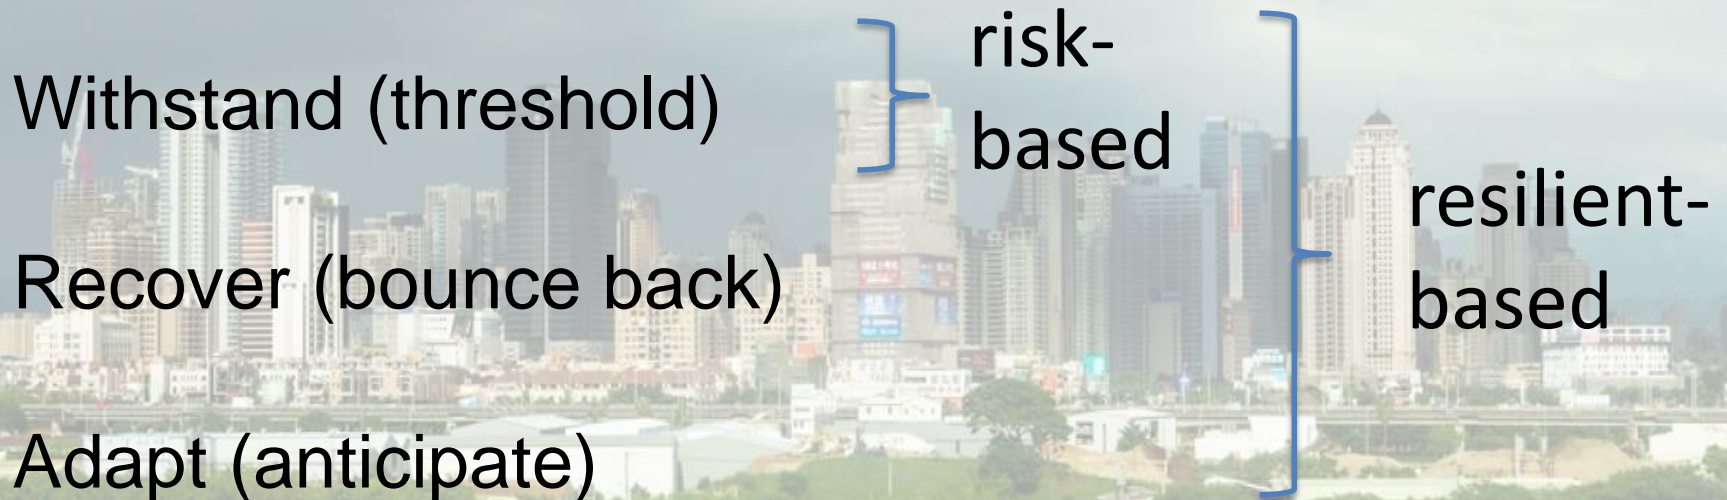 Withstand (threshold)
risk-
based
Recover (bounce back)
resilient-
based
Adapt (anticipate)